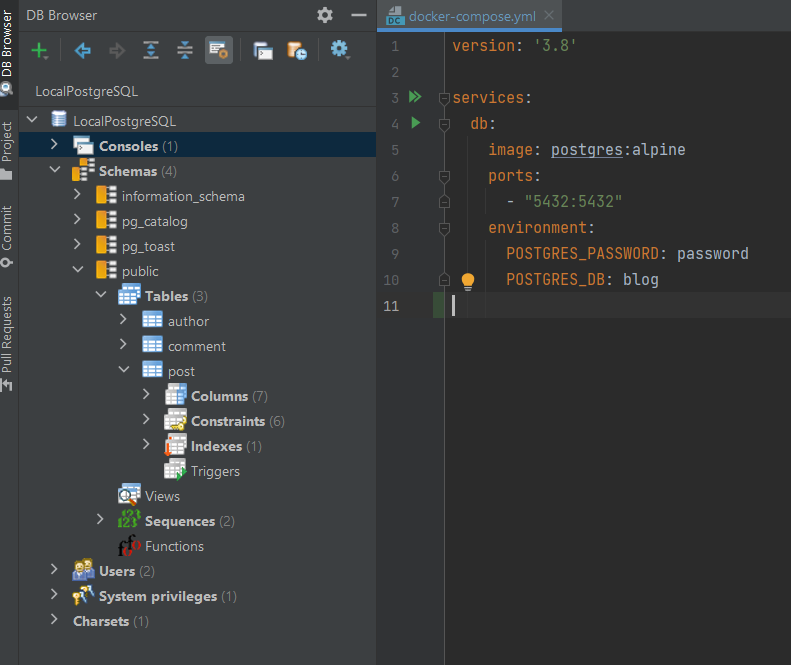 DB Browser
LocalPostgreSQL
LocalPostgreSQL
Consoles (1)
Schemas (4)
information_schema
pg_catalog
pg_toast
public
Tables (3)
author
comment
post
Columns (7)
Constraints (6)
Indexes (1)
Triggers
Views
123 Sequences (2)
Functions
Users (2)
System privileges (1)
Charsets (1)
DB Browser
Project
Commit
Pull Requests
DC docker-compose.yml
1 version: '3.8'
2
3 services:
4 db:
5 image: postgres:alpine
6 ports:
7 - "5432:5432"
8 environment:
9 POSTGRES_PASSWORD: password
10 POSTGRES_DB: blog
11